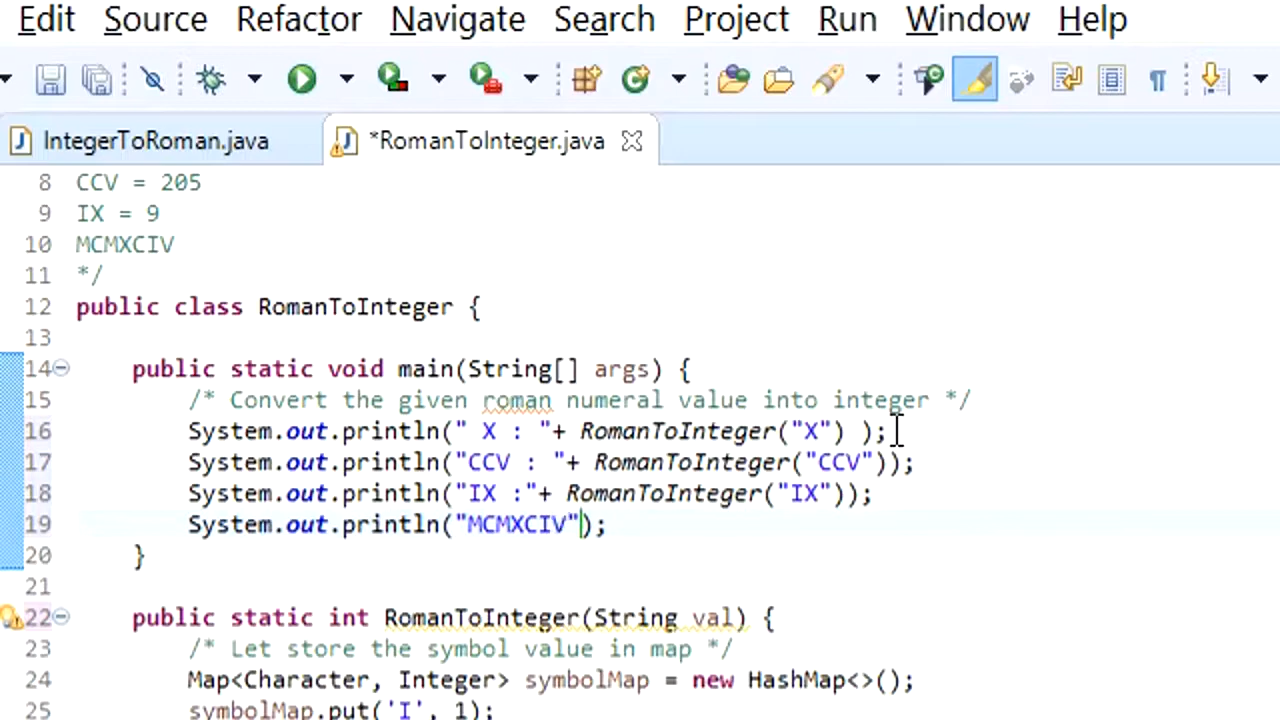 Edit Source Refactor Navigate Search Project Run Window Help
IntegerToRoman.java *RomanToInteger.java
8 CCV = 205
9 IX = 9
10 MCMXCIV
11 */
12 public class RomanToInteger {
13
14 public static void main(String[] args) {
15 /* Convert the given roman numeral value into integer */
16 System.out.println(" X : "+ RomanToInteger("X") );
17 System.out.println("CCV : "+ RomanToInteger("CCV"));
18 System.out.println("IX :"+ RomanToInteger("IX"));
19 System.out.println("MCMXCIV");
20 }
21
22 public static int RomanToInteger(String val) {
23 /* Let store the symbol value in map */
24 Map<Character, Integer> symbolMap = new HashMap<>();
25 symbolMap.put('I', 1);